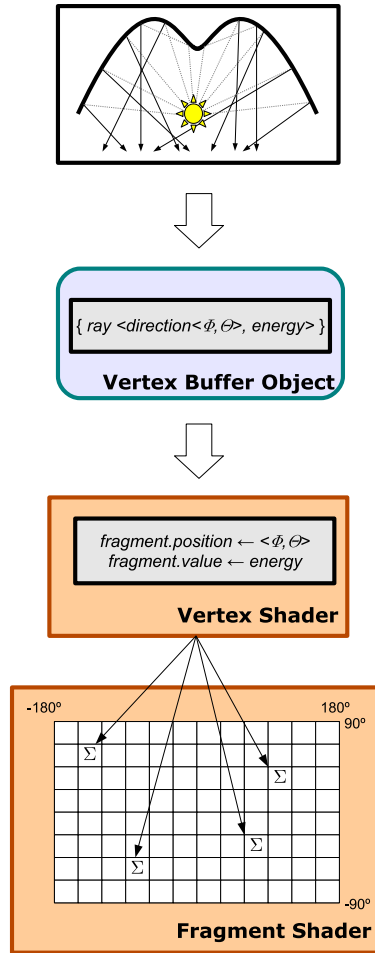 { ray <direction<Φ,Θ>, energy> }
Vertex Buffer Object
fragment.position ← <Φ,Θ>
fragment.value ← energy
Vertex Shader
-180º 180º
90º
Σ
Σ
Σ
Σ
-90º
Fragment Shader